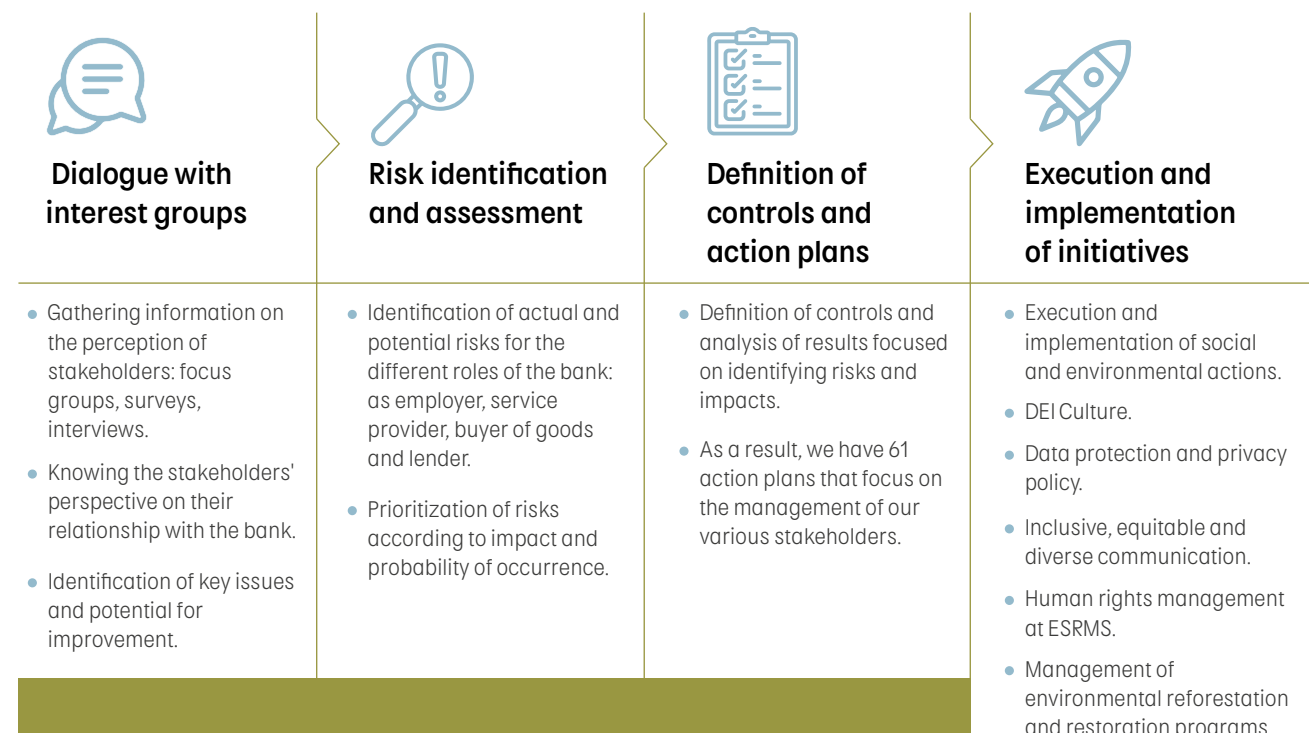 Dialogue with
interest groups
Gathering information on
the perception of
stakeholders: focus
groups, surveys,
interviews.
Knowing the stakeholders'
perspective on their
relationship with the bank.
Identification of key issues
and potential for
improvement.
Risk identification
and assessment
Identification of actual and
potential risks for the
different roles of the bank:
as employer, service
provider, buyer of goods
and lender.
Prioritization of risks
according to impact and
probability of occurrence.
Definition of
controls and
action plans
Definition of controls and
analysis of results focused
on identifying risks and
impacts.
As a result, we have 61
action plans that focus on
the management of our
various stakeholders.
Execution and
implementation
of initiatives
Execution and
implementation of social
and environmental actions.
DEI Culture.
Data protection and privacy
policy.
Inclusive, equitable and
diverse communication.
Human rights management
at ESRMS.
Management of
environmental reforestation
and restoration programs